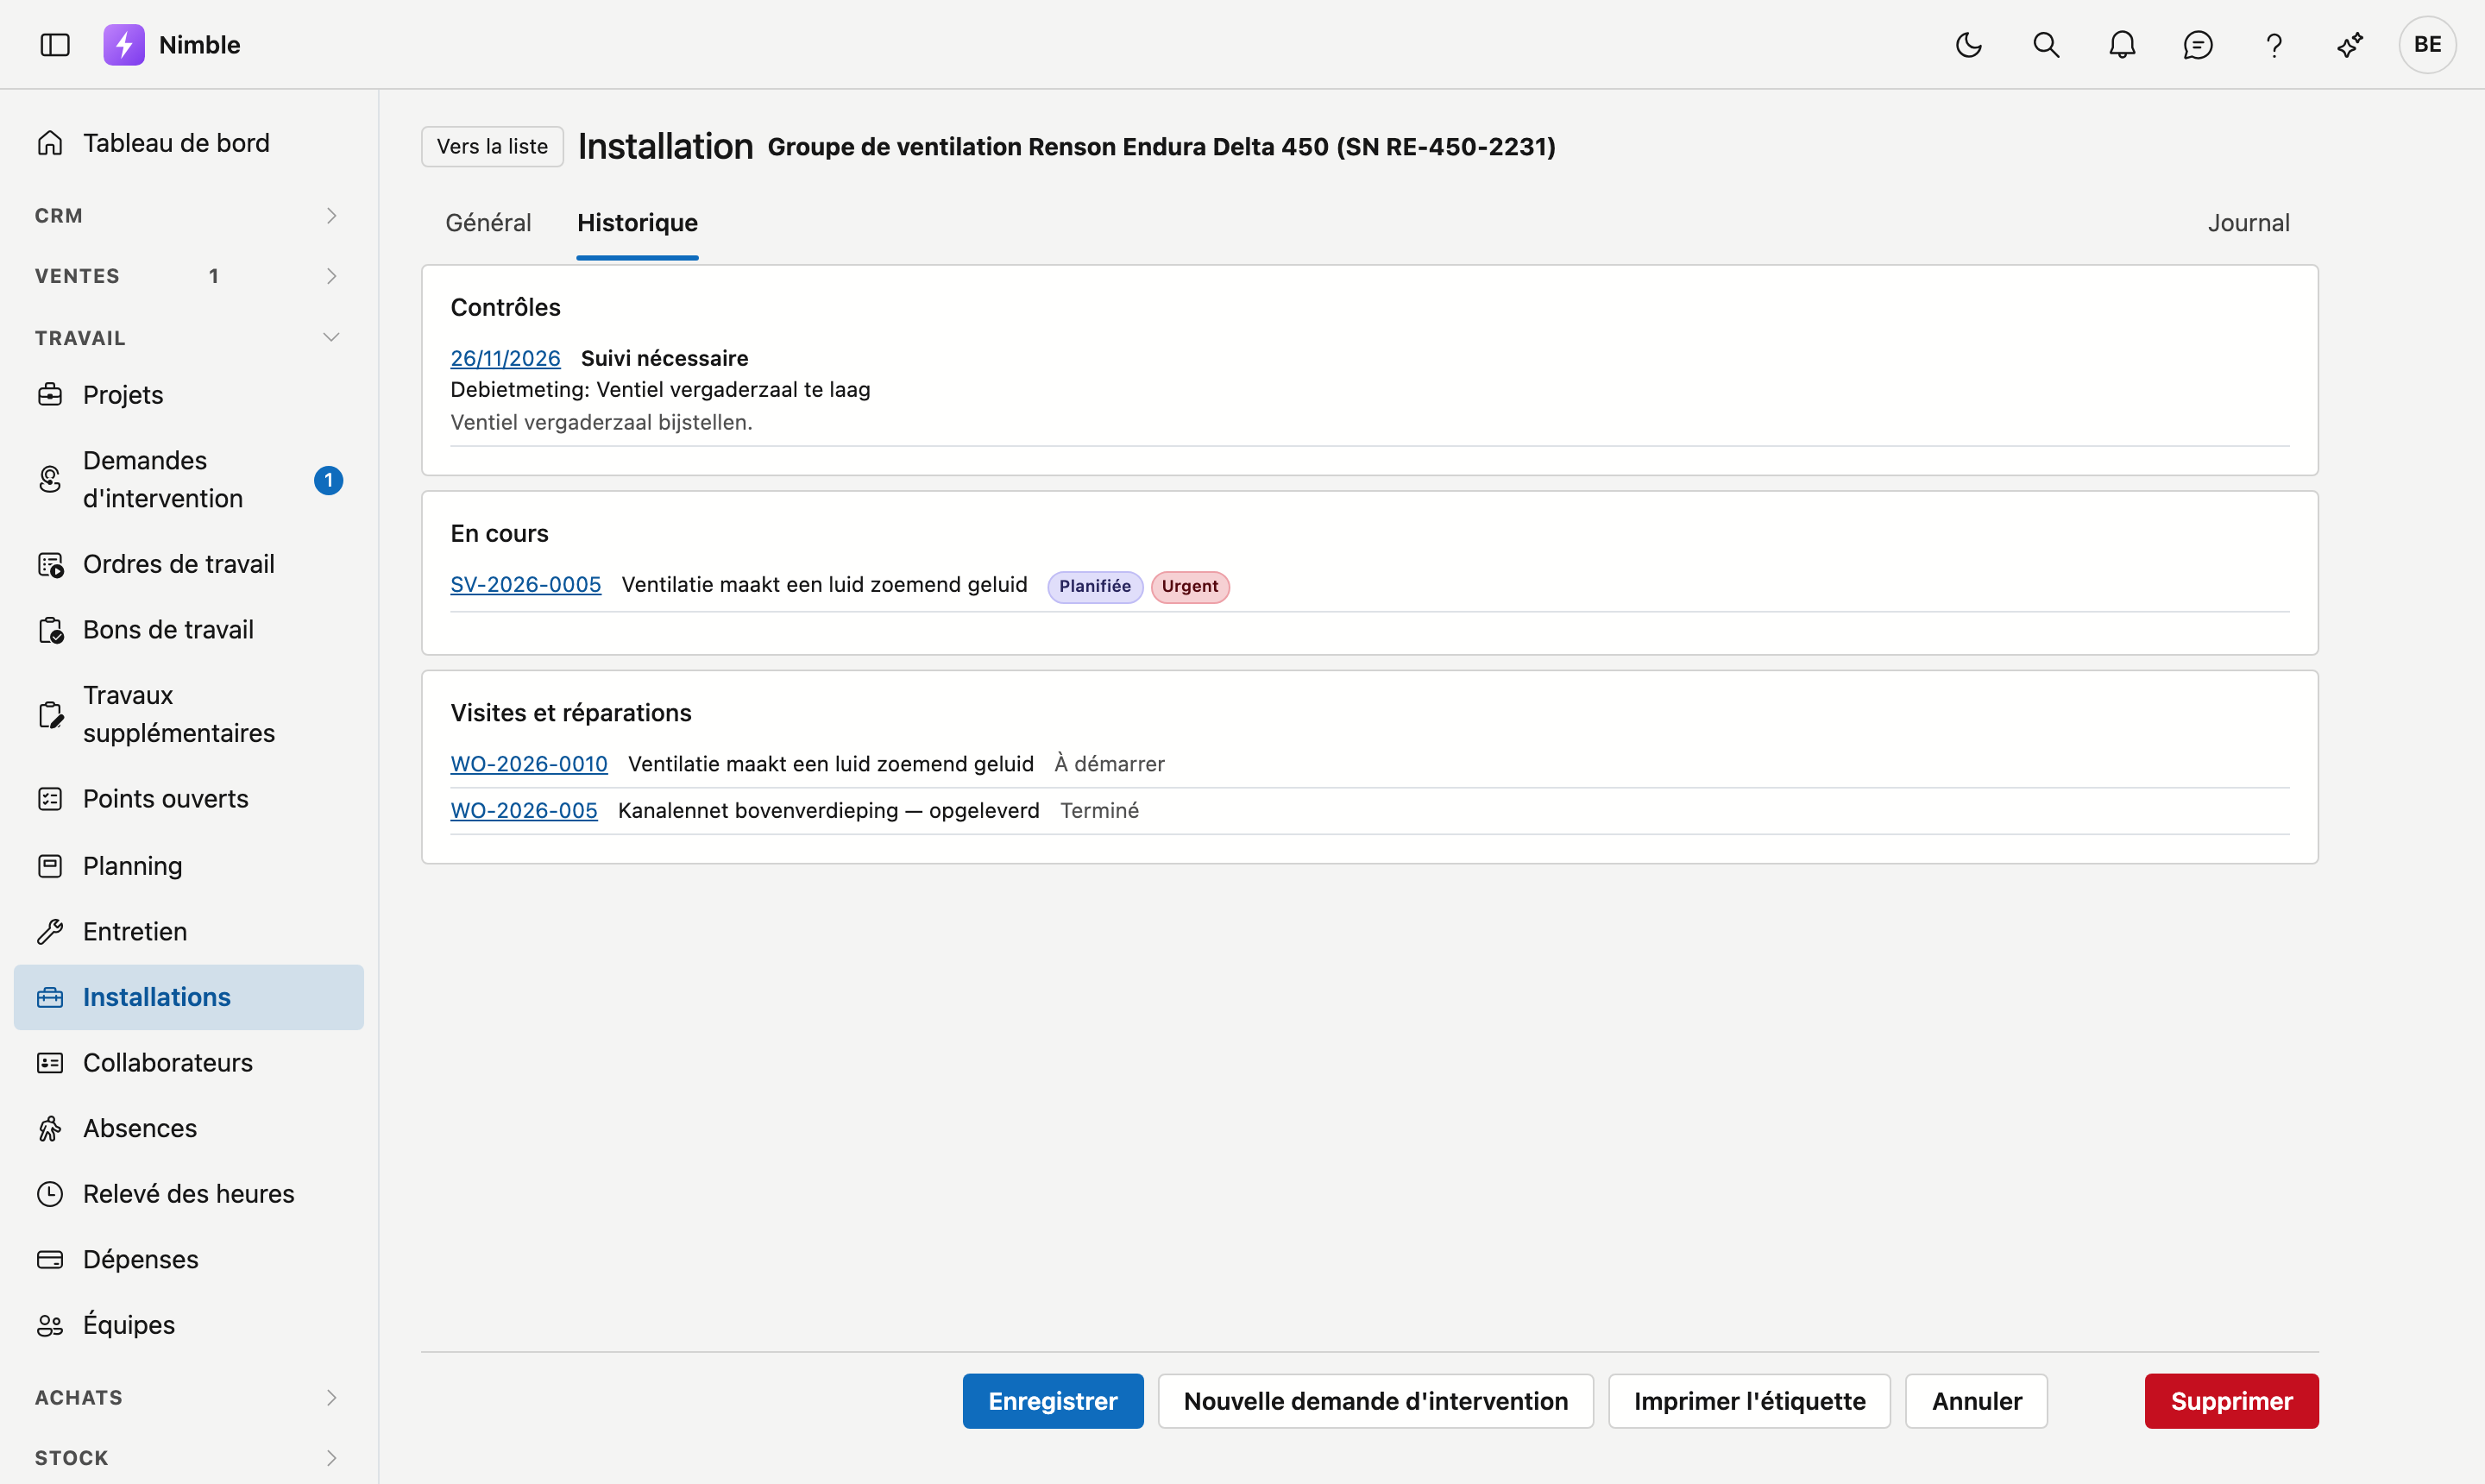 Nimble
BE
Tableau de bord
CRM
VENTES 1
TRAVAIL
Projets
Demandes
d'intervention
1
Ordres de travail
Bons de travail
Travaux
supplémentaires
Points ouverts
Planning
Entretien
Installations
Collaborateurs
Absences
Relevé des heures
Dépenses
Équipes
ACHATS
STOCK
Vers la liste Installation Groupe de ventilation Renson Endura Delta 450 (SN RE-450-2231)
Général Historique Journal
Contrôles
26/11/2026 Suivi nécessaire
Debietmeting: Ventiel vergaderzaal te laag
Ventiel vergaderzaal bijstellen.
En cours
SV-2026-0005 Ventilatie maakt een luid zoemend geluid Planifiée Urgent
Visites et réparations
WO-2026-0010 Ventilatie maakt een luid zoemend geluid À démarrer
WO-2026-005 Kanalennet bovenverdieping — opgeleverd Terminé
Enregistrer Nouvelle demande d'intervention Imprimer l'étiquette Annuler Supprimer